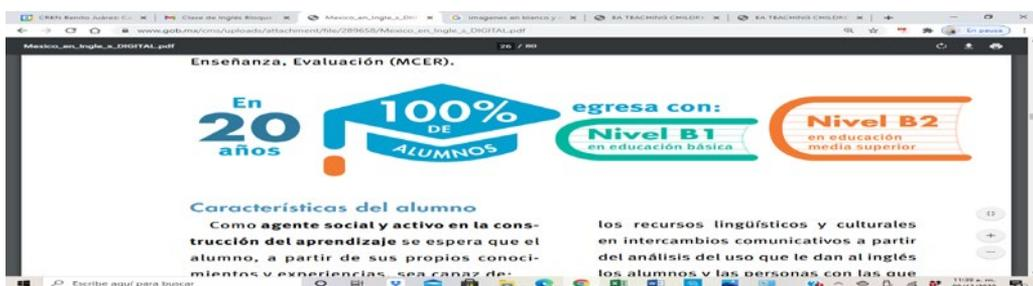 CREN Benito Juárez: C
Clase de Inglés Bloque
Mexico_en_Ingle_s_DIG
imagenes en blanco y
EA TEACHING CHILDR
EA TEACHING CHILDR
www.gob.mx/cms/uploads/attachment/file/289658/Mexico_en_Ingle_s_DIGITAL.pdf
En pausa
Mexico_en_Ingle_s_DIGITAL.pdf
26 / 80
Enseñanza, Evaluación (MCER).
En
20
años
100%
DE
ALUMNOS
egresa con:
Nivel B1
en educación básica
Nivel B2
en educación
media superior
Características del alumno
Como agente social y activo en la cons-
trucción del aprendizaje se espera que el
alumno, a partir de sus propios conoci-
mientos y experiencias, sea capaz de:
los recursos lingüísticos y culturales
en intercambios comunicativos a partir
del análisis del uso que le dan al inglés
los alumnos y las personas con las que
Escribe aquí para buscar
11:39 a. m.